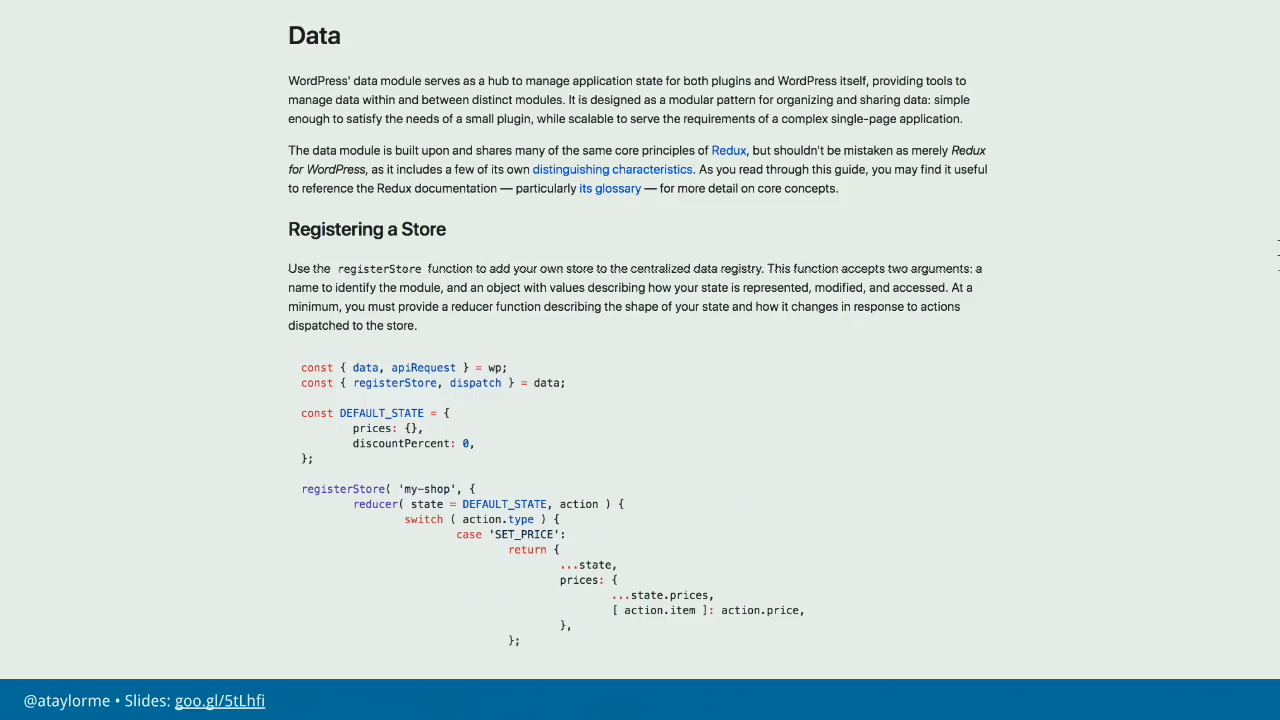 Data
WordPress' data module serves as a hub to manage application state for both plugins and WordPress itself, providing tools to
manage data within and between distinct modules. It is designed as a modular pattern for organizing and sharing data: simple
enough to satisfy the needs of a small plugin, while scalable to serve the requirements of a complex single-page application.
The data module is built upon and shares many of the same core principles of Redux, but shouldn't be mistaken as merely Redux
for WordPress, as it includes a few of its own distinguishing characteristics. As you read through this guide, you may find it useful
to reference the Redux documentation — particularly its glossary — for more detail on core concepts.
Registering a Store
Use the registerStore function to add your own store to the centralized data registry. This function accepts two arguments: a
name to identify the module, and an object with values describing how your state is represented, modified, and accessed. At a
minimum, you must provide a reducer function describing the shape of your state and how it changes in response to actions
dispatched to the store.
const { data, apiRequest } = wp;
const { registerStore, dispatch } = data;
const DEFAULT_STATE = {
prices: {},
discountPercent: 0,
};
registerStore( 'my-shop', {
reducer( state = DEFAULT_STATE, action ) {
switch ( action.type ) {
case 'SET_PRICE':
return {
...state,
prices: {
...state.prices,
[ action.item ]: action.price,
},
};
@ataylorme • Slides: goo.gl/5tLhfi